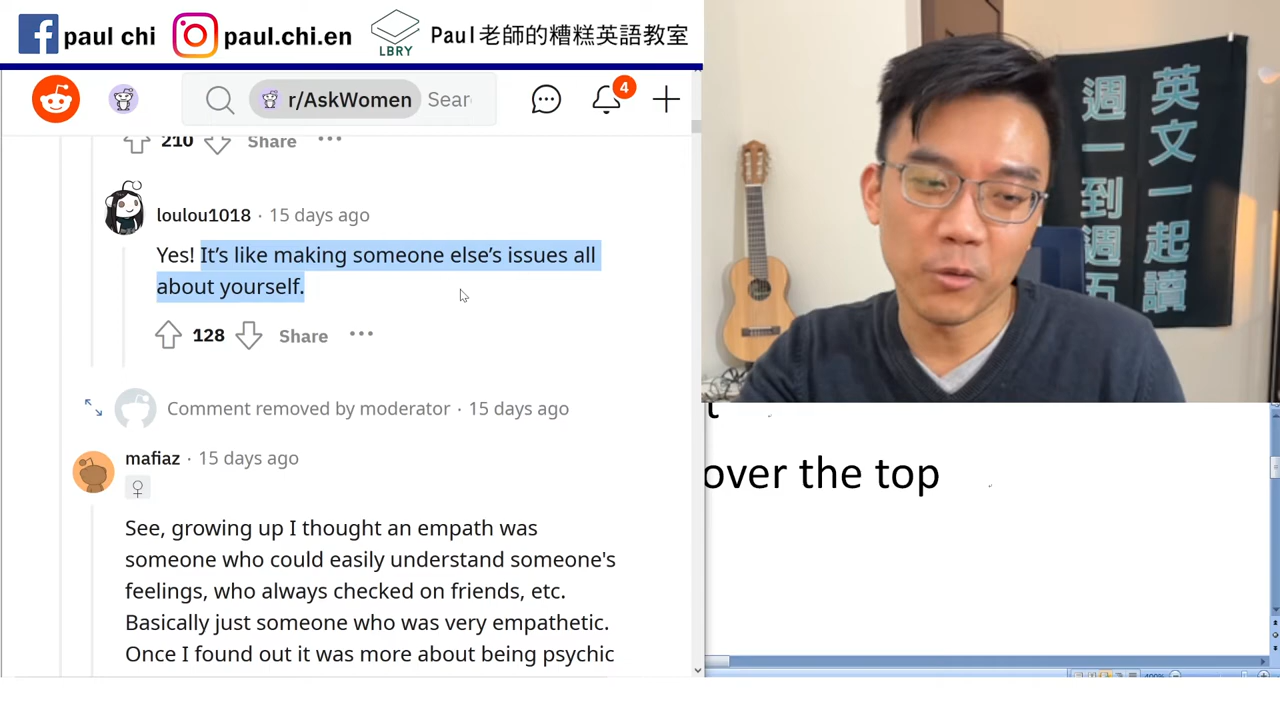 paul chi
paul.chi.en
LBRY
Paul老師的糟糕英語教室
r/AskWomen
Sear
4
210
Share
loulou1018 · 15 days ago
Yes! It’s like making someone else’s issues all
about yourself.
128
Share
Comment removed by moderator · 15 days ago
mafiaz · 15 days ago
See, growing up I thought an empath was
someone who could easily understand someone's
feelings, who always checked on friends, etc.
Basically just someone who was very empathetic.
Once I found out it was more about being psychic
英文一起讀
週一到週五
over the top
400%